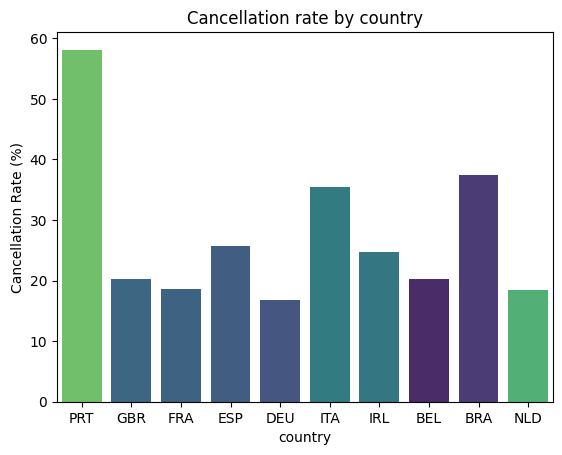 Cancellation rate by country
Cancellation Rate (%)
60
50
40
30
20
10
0
PRT GBR FRA ESP DEU ITA IRL BEL BRA NLD
country